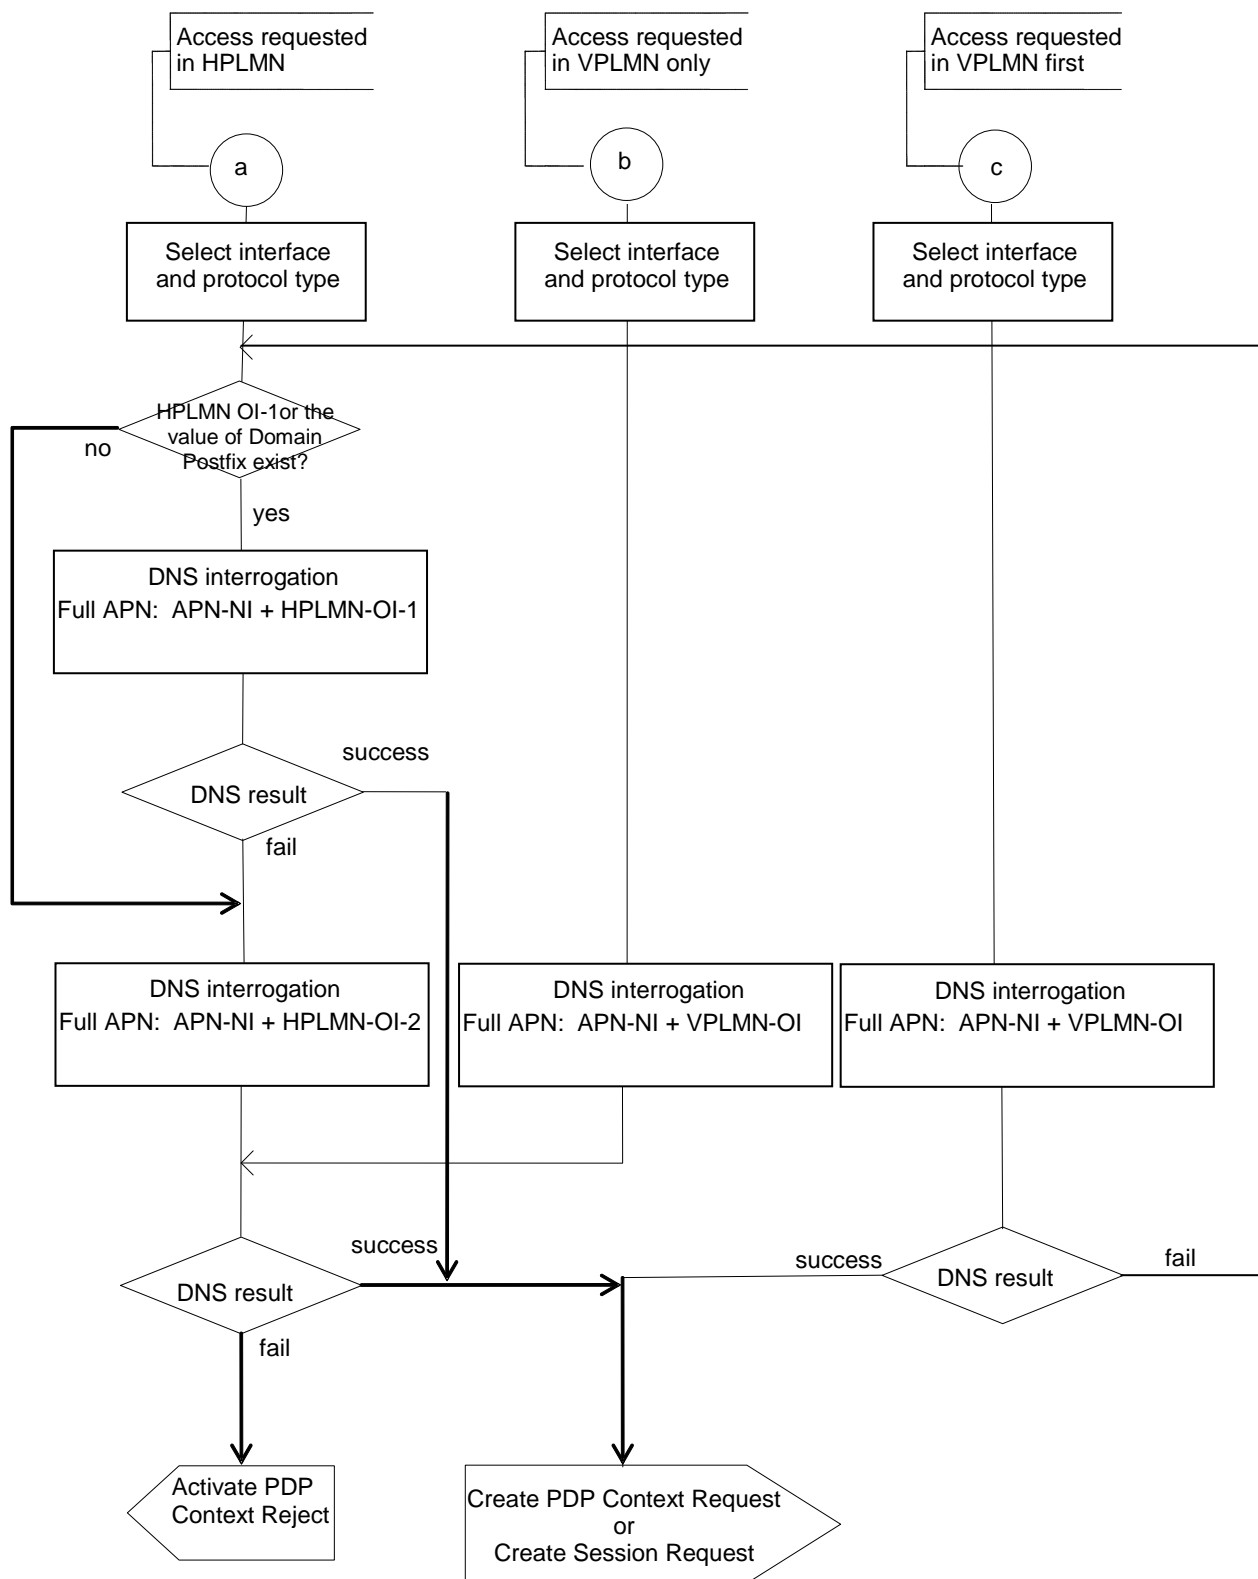 Access requested
in HPLMN
Access requested
in VPLMN only
Access requested
in VPLMN first
a
b
c
Select interface
and protocol type
Select interface
and protocol type
Select interface
and protocol type
HPLMN OI-1or the
value of Domain
Postfix exist?
no
yes
DNS interrogation
Full APN: APN-NI + HPLMN-OI-1
success
DNS result
fail
DNS interrogation
Full APN: APN-NI + HPLMN-OI-2
DNS interrogation
Full APN: APN-NI + VPLMN-OI
DNS interrogation
Full APN: APN-NI + VPLMN-OI
success
DNS result
fail
success
DNS result
fail
Activate PDP
Context Reject
Create PDP Context Request
or
Create Session Request